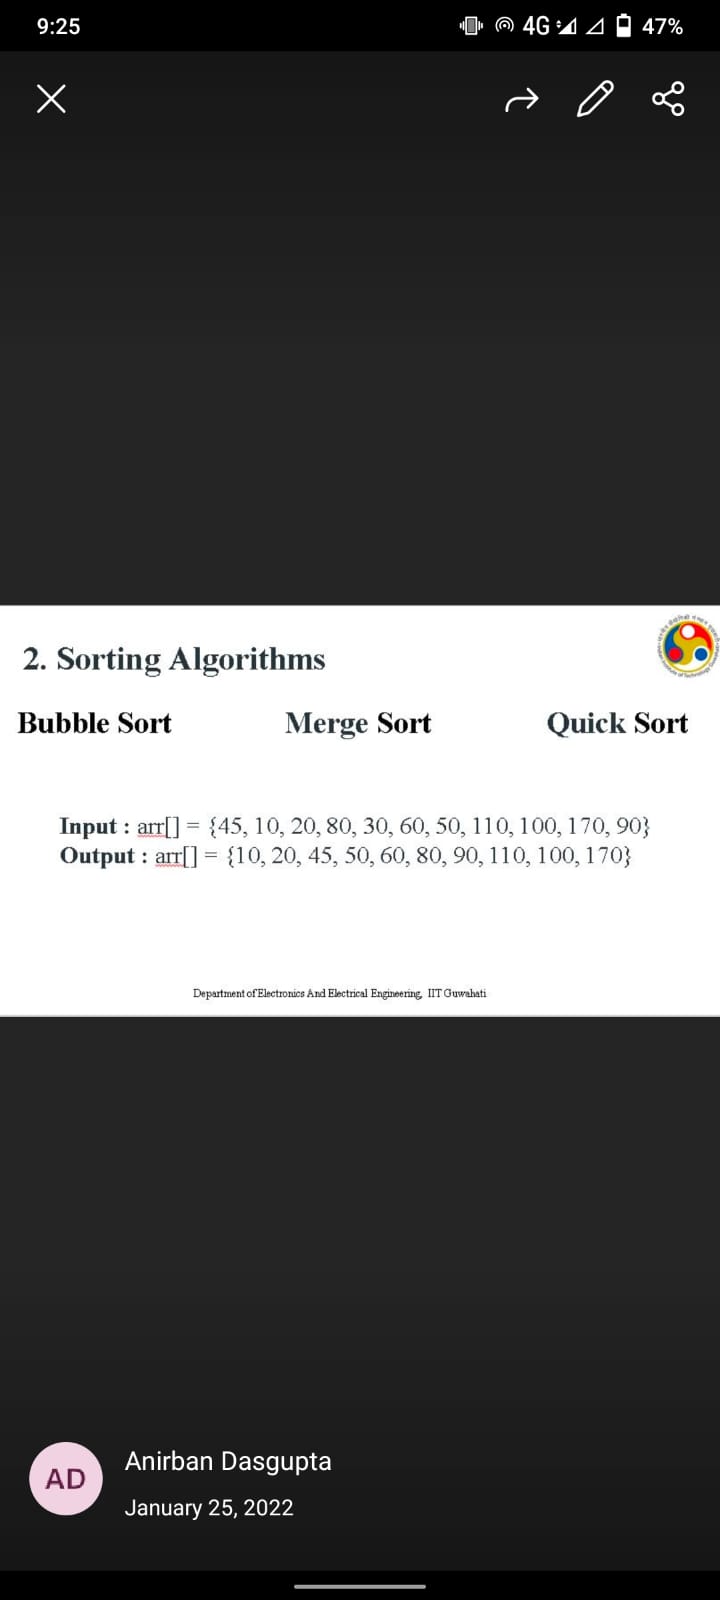 9:25
4G
47%
2. Sorting Algorithms
Bubble Sort Merge Sort Quick Sort
Input : arr[] = {45, 10, 20, 80, 30, 60, 50, 110, 100, 170, 90}
Output : arr[] = {10, 20, 45, 50, 60, 80, 90, 110, 100, 170}
Department of Electronics And Electrical Engineering, IIT Guwahati
AD
Anirban Dasgupta
January 25, 2022